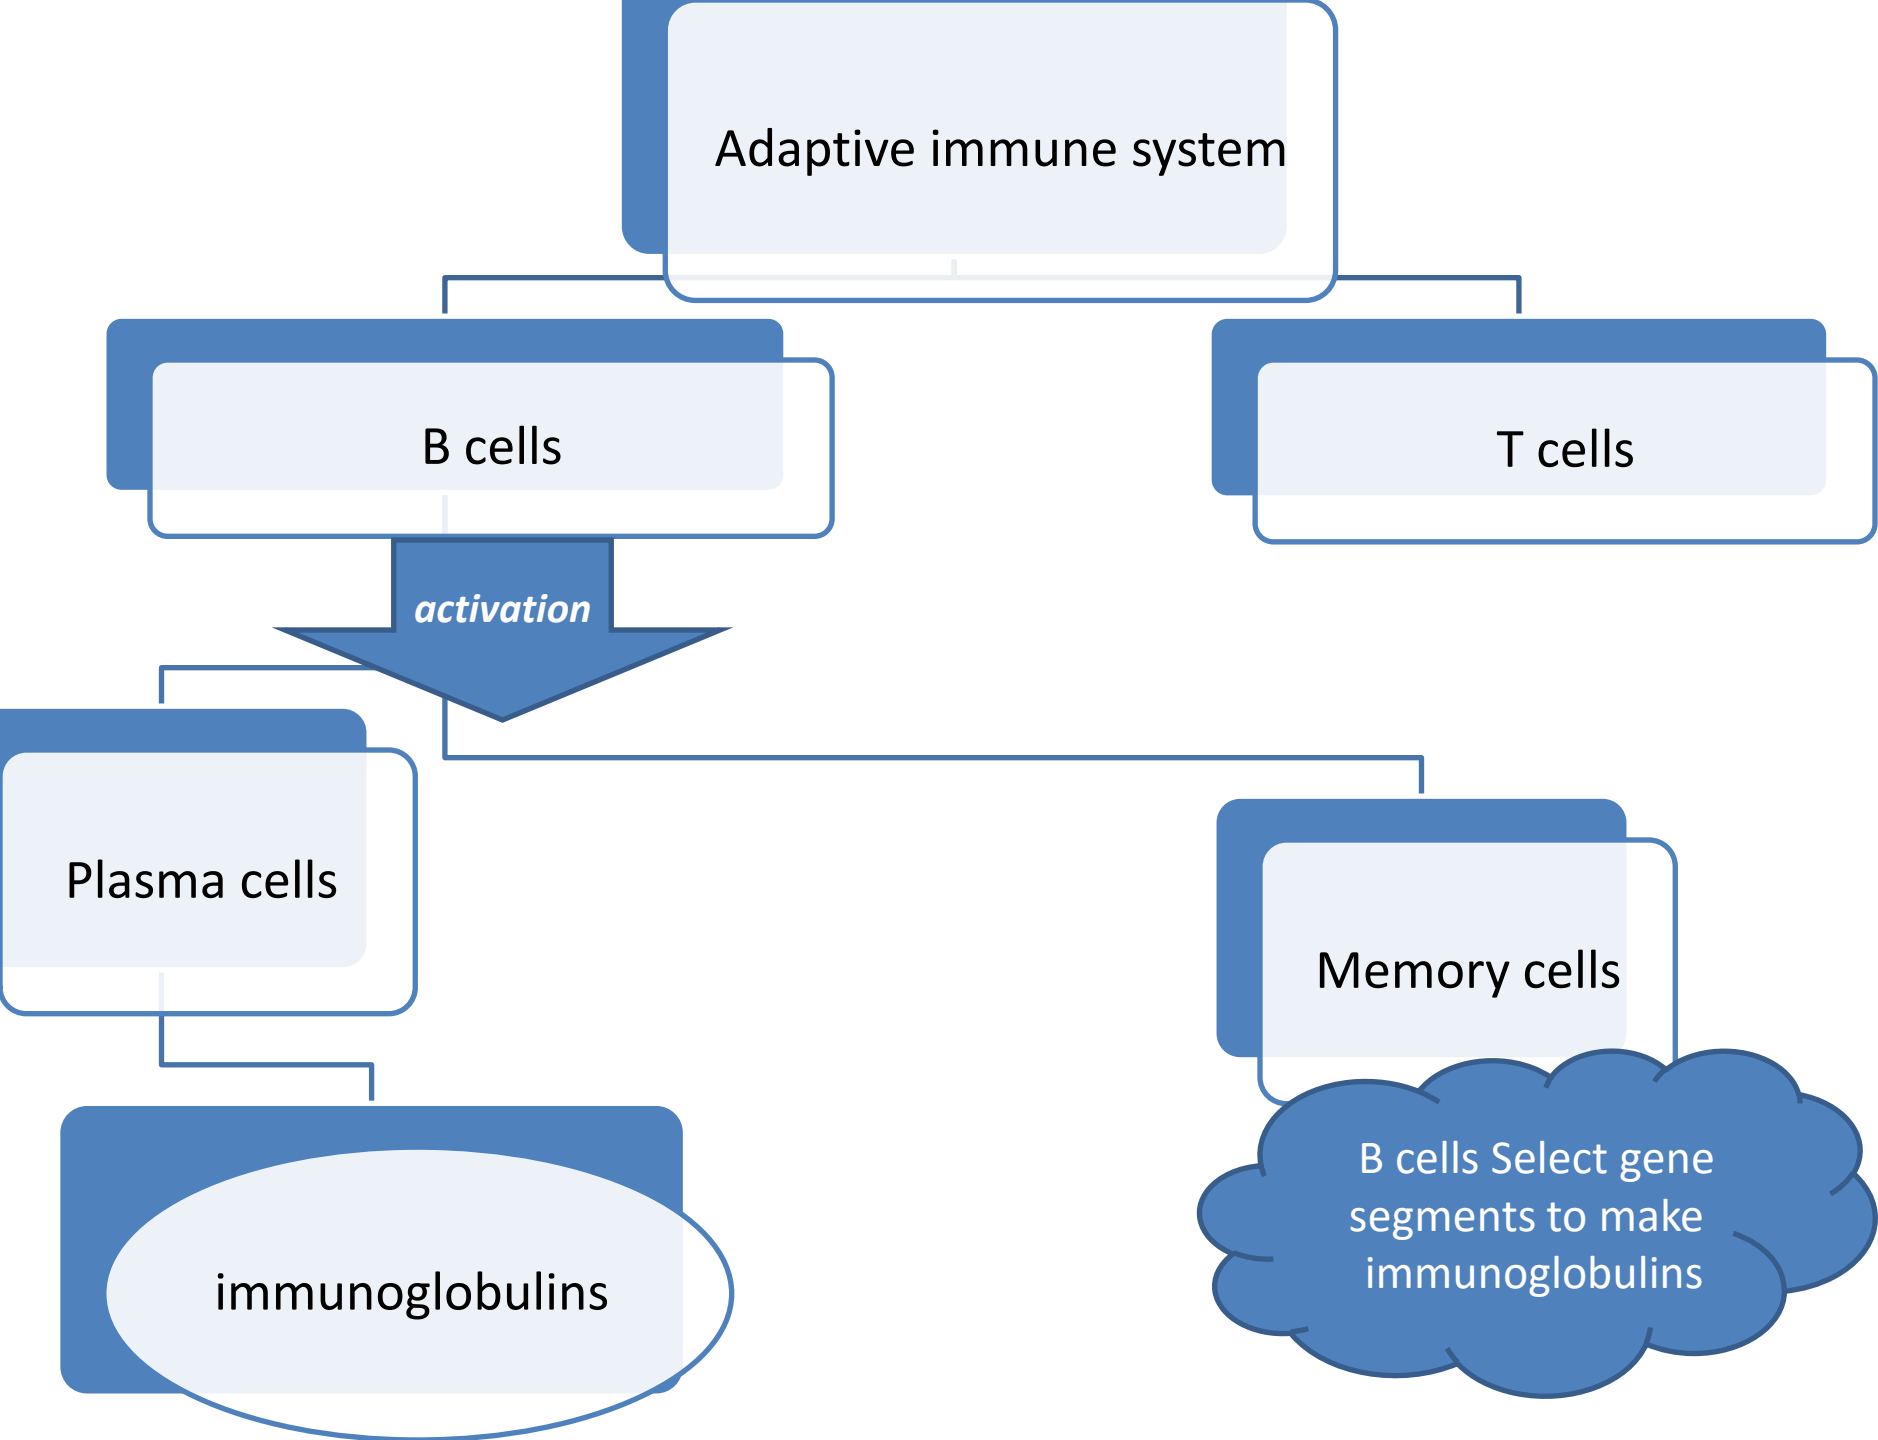 Adaptive immune system
B cells
T cells
activation
Plasma cells
Memory cells
B cells Select gene
segments to make
immunoglobulins
immunoglobulins